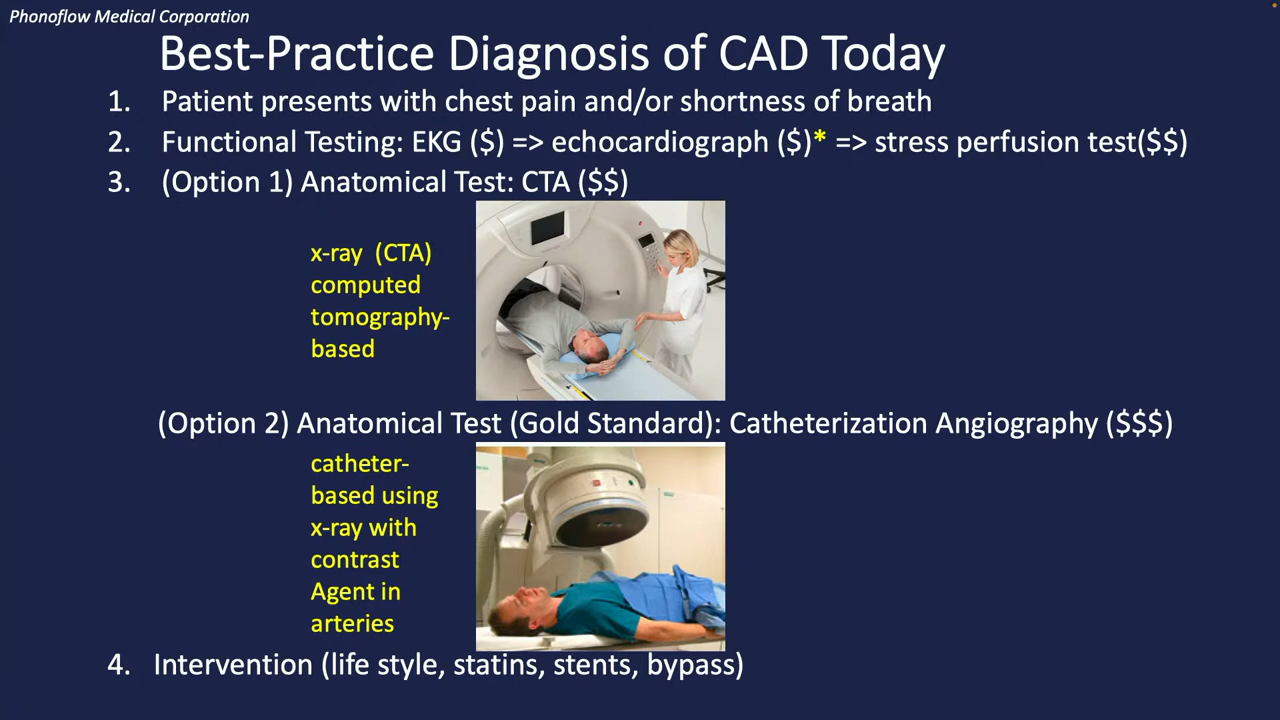 Phonoflow Medical Corporation
Best-Practice Diagnosis of CAD Today
1. Patient presents with chest pain and/or shortness of breath
2. Functional Testing: EKG ($) => echocardiograph ($)* => stress perfusion test($$)
3. (Option 1) Anatomical Test: CTA ($$)
x-ray (CTA)
computed
tomography-
based
(Option 2) Anatomical Test (Gold Standard): Catheterization Angiography ($$$)
catheter-
based using
x-ray with
contrast
Agent in
arteries
4. Intervention (life style, statins, stents, bypass)